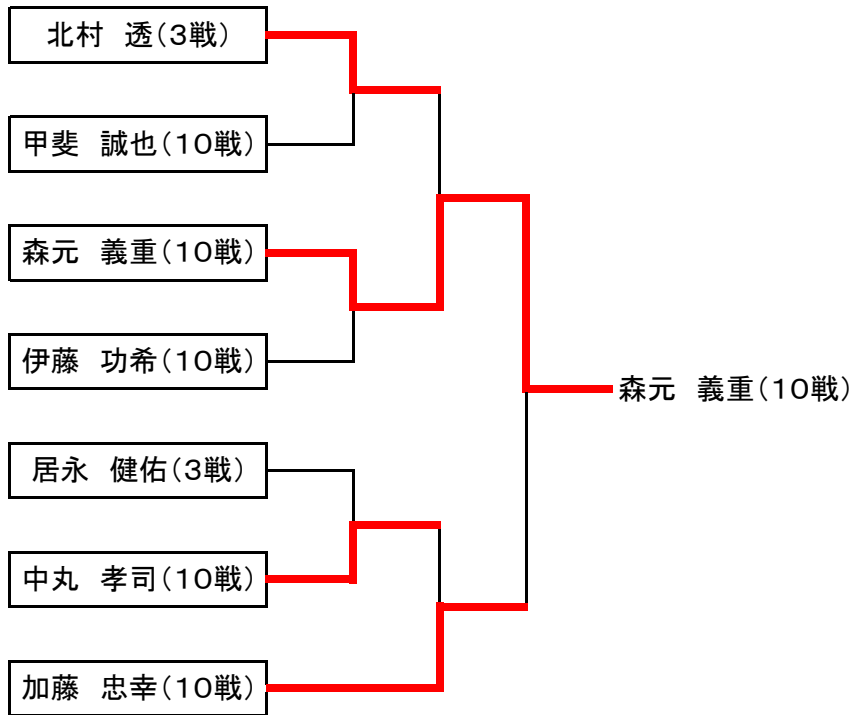 北村　透(3戦)
甲斐　誠也(10戦)
森元　義重(10戦)
伊藤　功希(10戦)
森元　義重(10戦)
居永　健佑(3戦)
中丸　孝司(10戦)
加藤　忠幸(10戦)